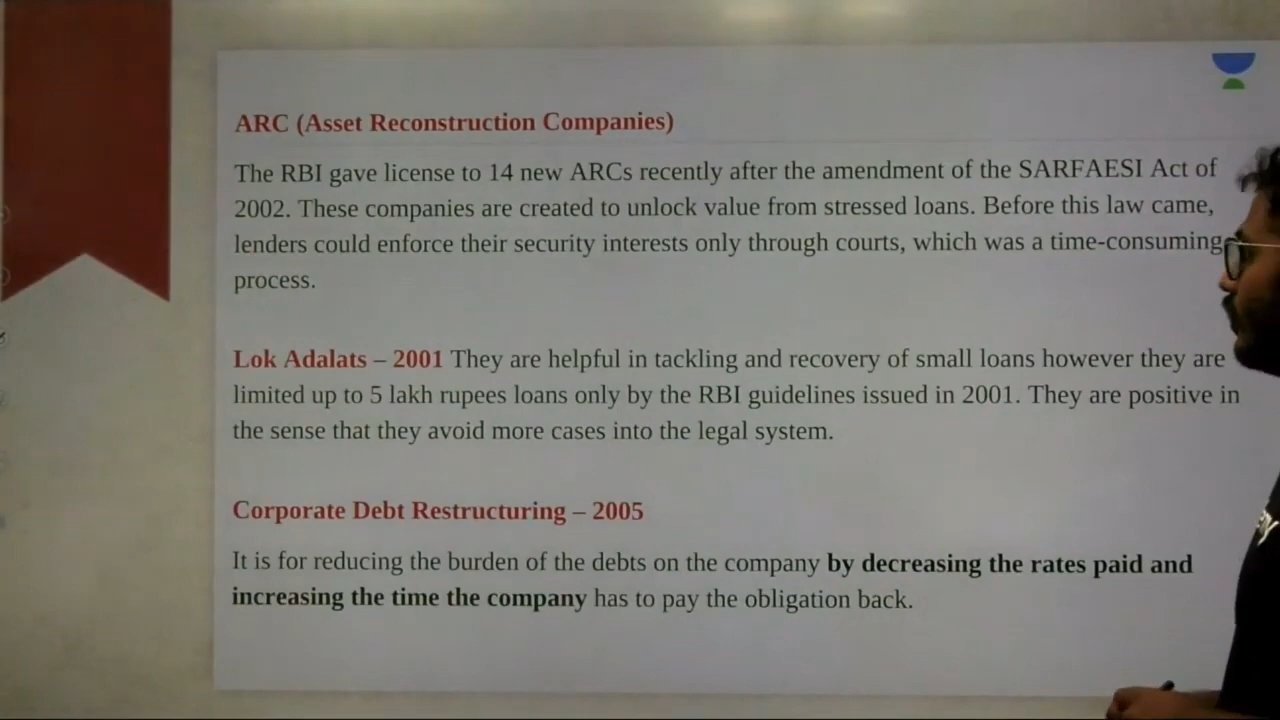 ARC (Asset Reconstruction Companies)
The RBI gave license to 14 new ARCs recently after the amendment of the SARFAESI Act of
2002. These companies are created to unlock value from stressed loans. Before this law came,
lenders could enforce their security interests only through courts, which was a time-consuming
process.
Lok Adalats – 2001 They are helpful in tackling and recovery of small loans however they are
limited up to 5 lakh rupees loans only by the RBI guidelines issued in 2001. They are positive in
the sense that they avoid more cases into the legal system.
Corporate Debt Restructuring – 2005
It is for reducing the burden of the debts on the company by decreasing the rates paid and
increasing the time the company has to pay the obligation back.